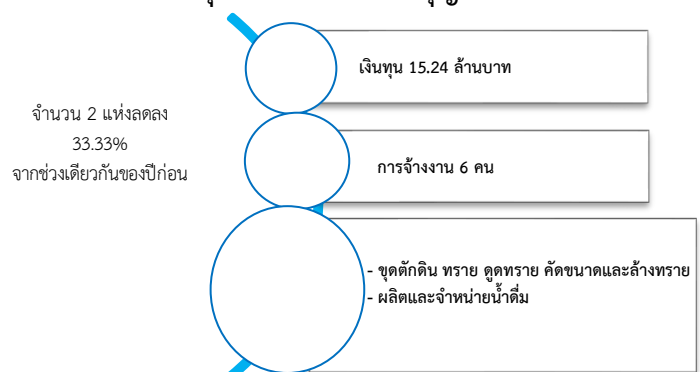 จำนวน 2 แห่งลดลง
33.33%
จากช่วงเดียวกันของปีก่อน
เงินทุน 15.24 ล้านบาท
การจ้างงาน 6 คน
- ขุดตักดิน ทราย ดูดทราย คัดขนาดและล้างทราย
- ผลิตและจำหน่ายน้ำดื่ม